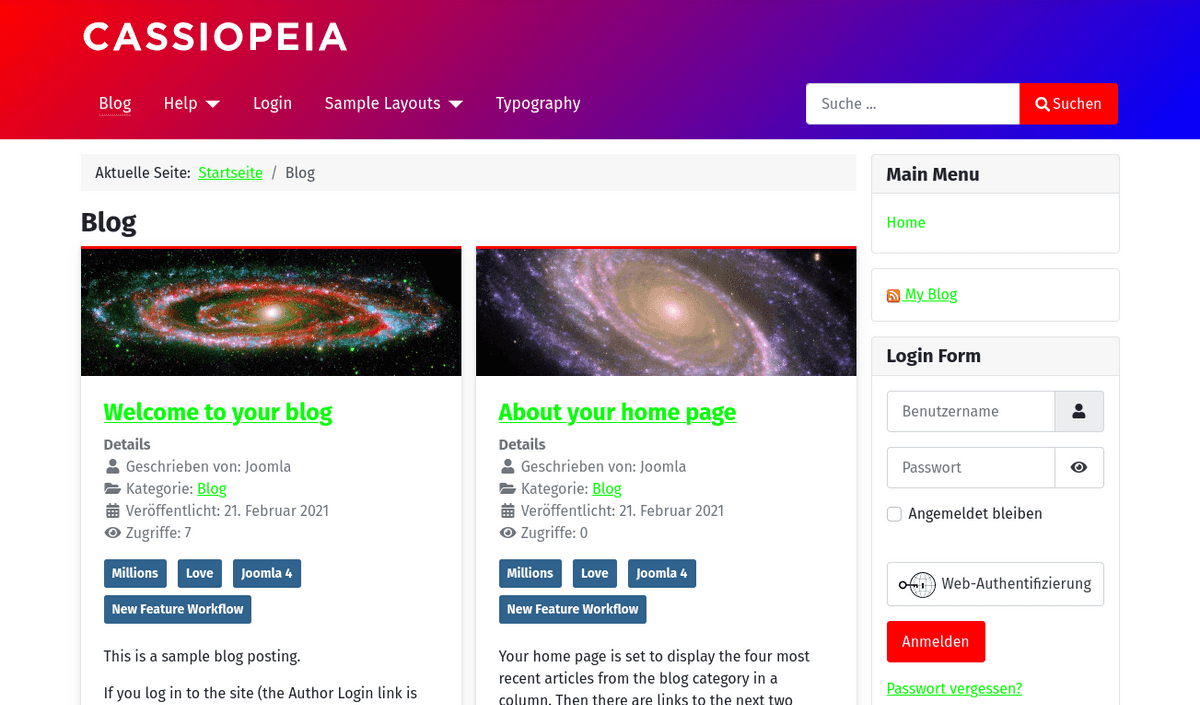 CASSIOPEIA
Blog Help Login Sample Layouts Typography
Suche ... Suchen
Aktuelle Seite: Startseite / Blog
Blog
Welcome to your blog
Details
Geschrieben von: Joomla
Kategorie: Blog
Veröffentlicht: 21. Februar 2021
Zugriffe: 7
Millions Love Joomla 4
New Feature Workflow
This is a sample blog posting.
If you log in to the site (the Author Login link is
About your home page
Details
Geschrieben von: Joomla
Kategorie: Blog
Veröffentlicht: 21. Februar 2021
Zugriffe: 0
Millions Love Joomla 4
New Feature Workflow
Your home page is set to display the four most
recent articles from the blog category in a
column. Then there are links to the next two
Main Menu
Home
My Blog
Login Form
Benutzername
Passwort
Angemeldet bleiben
Web-Authentifizierung
Anmelden
Passwort vergessen?